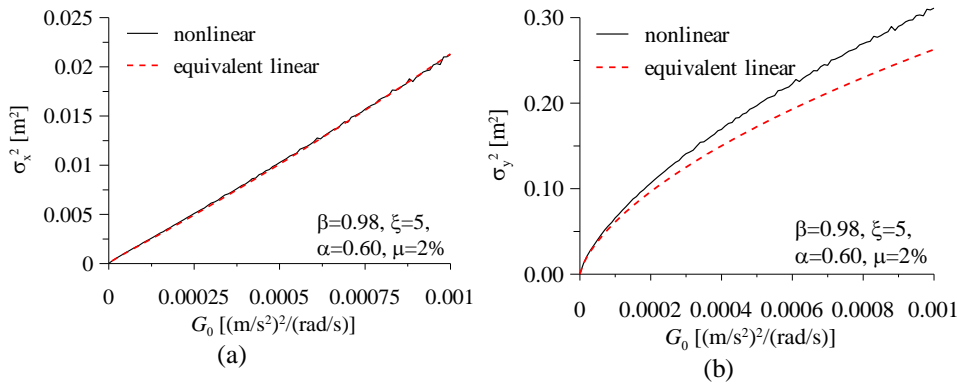 0.025
0.02
0.015
0.01
0.005
0
σx² [m²]
nonlinear
equivalent linear
β=0.98, ξ=5,
α=0.60, μ=2%
0 0.00025 0.0005 0.00075 0.001
G₀ [(m/s²)²/(rad/s)]
(a)
0.30
0.20
0.10
0.00
σy² [m²]
nonlinear
equivalent linear
β=0.98, ξ=5,
α=0.60, μ=2%
0 0.0002 0.0004 0.0006 0.0008 0.001
G₀ [(m/s²)²/(rad/s)]
(b)